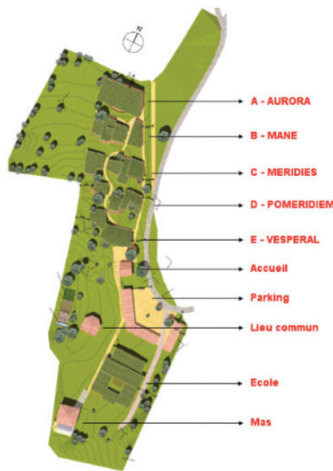 N
A - AURORA
B - MANE
C - MERIDIES
D - POMERIDIEM
E - VESPERAL
Accueil
Parking
Lieu commun
Ecole
Mas